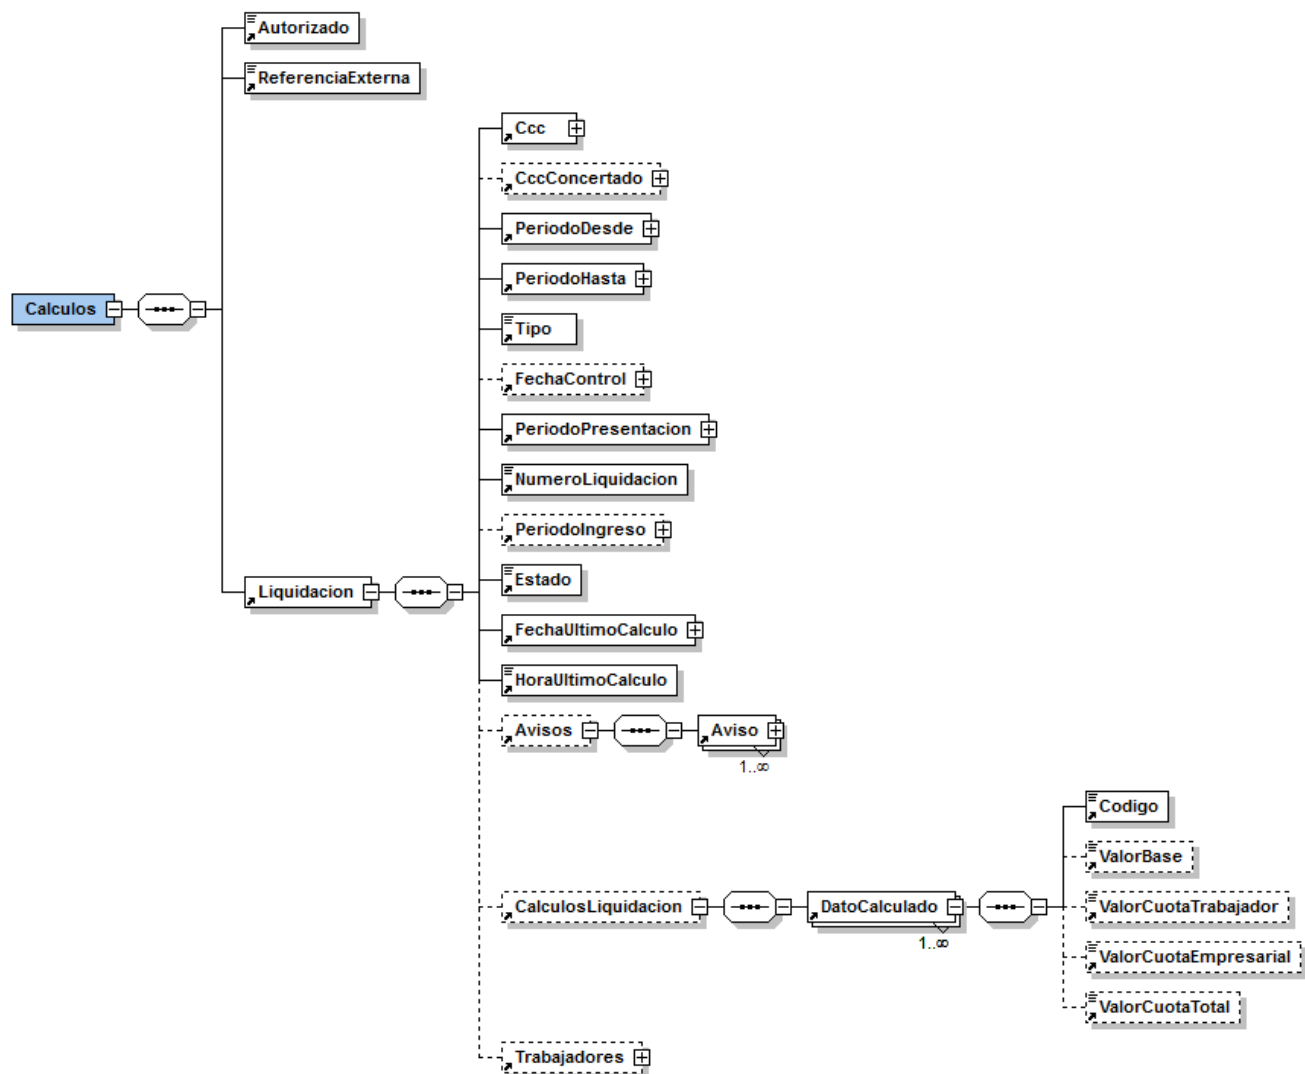 Autorizado
ReferenciaExterna
Ccc
CccConcertado
PeriodoDesde
PeriodoHasta
Calculos
Tipo
FechaControl
PeriodoPresentacion
NumeroLiquidacion
PeriodoIngreso
Estado
Liquidacion
FechaUltimoCalculo
HoraUltimoCalculo
Avisos
Aviso
1..∞
Codigo
ValorBase
CalculosLiquidacion
DatoCalculado
1..∞
ValorCuotaTrabajador
ValorCuotaEmpresarial
ValorCuotaTotal
Trabajadores